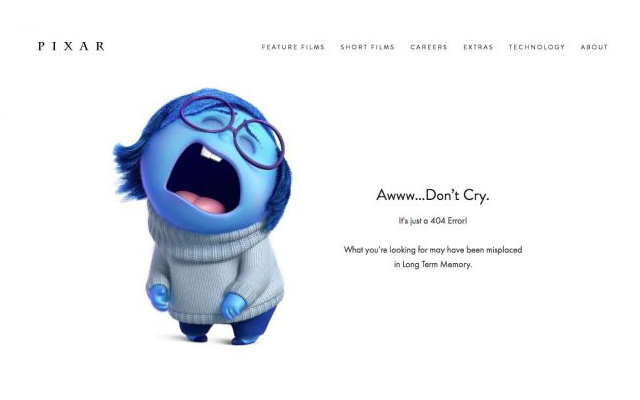 PIXAR
FEATURE FILMS SHORT FILMS CAREERS EXTRAS TECHNOLOGY ABOUT
Awww...Don't Cry.
It's just a 404 Error!
What you're looking for may have been misplaced
in Long Term Memory.